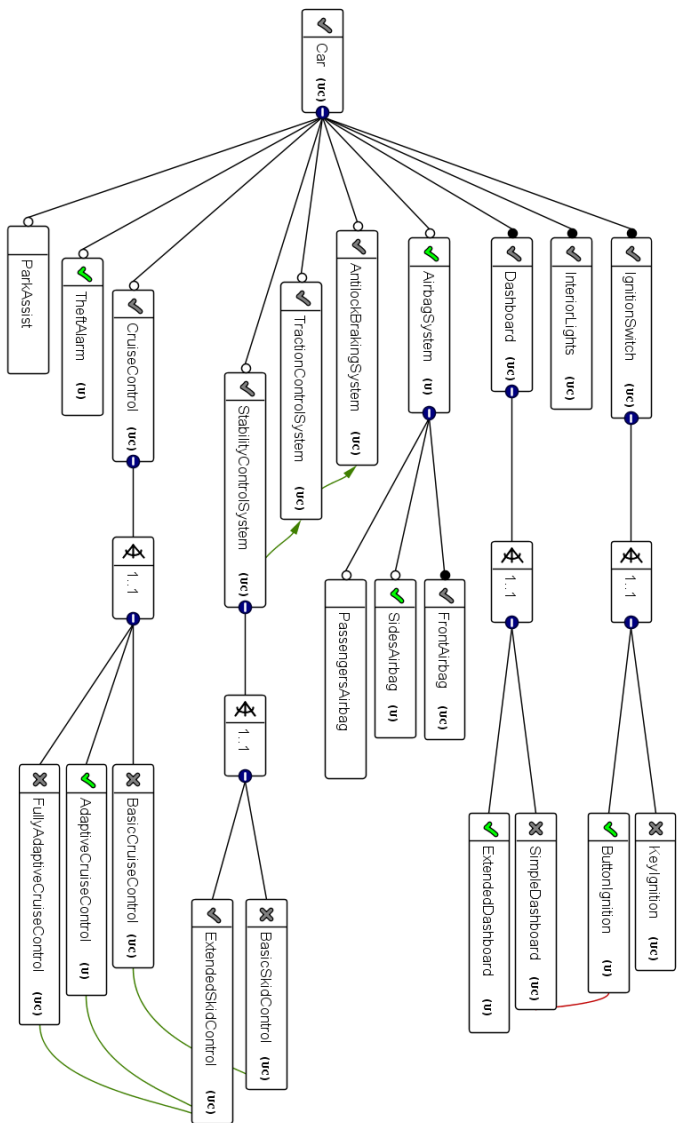 Car (UC)
IgnitionSwitch (UC)
1..1
KeyIgnition (UC)
ButtonIgnition (U)
InteriorLights (UC)
Dashboard (UC)
1..1
SimpleDashboard (UC)
ExtendedDashboard (U)
AirbagSystem (U)
FrontAirbag (UC)
SidesAirbag (U)
PassengersAirbag
AntilockBrakingSystem (UC)
TractionControlSystem (UC)
StabilityControlSystem (UC)
1..1
BasicSkidControl (UC)
ExtendedSkidControl (UC)
CruiseControl (UC)
1..1
BasicCruiseControl (UC)
AdaptiveCruiseControl (U)
FullyAdaptiveCruiseControl (UC)
TheftAlarm (U)
ParkAssist